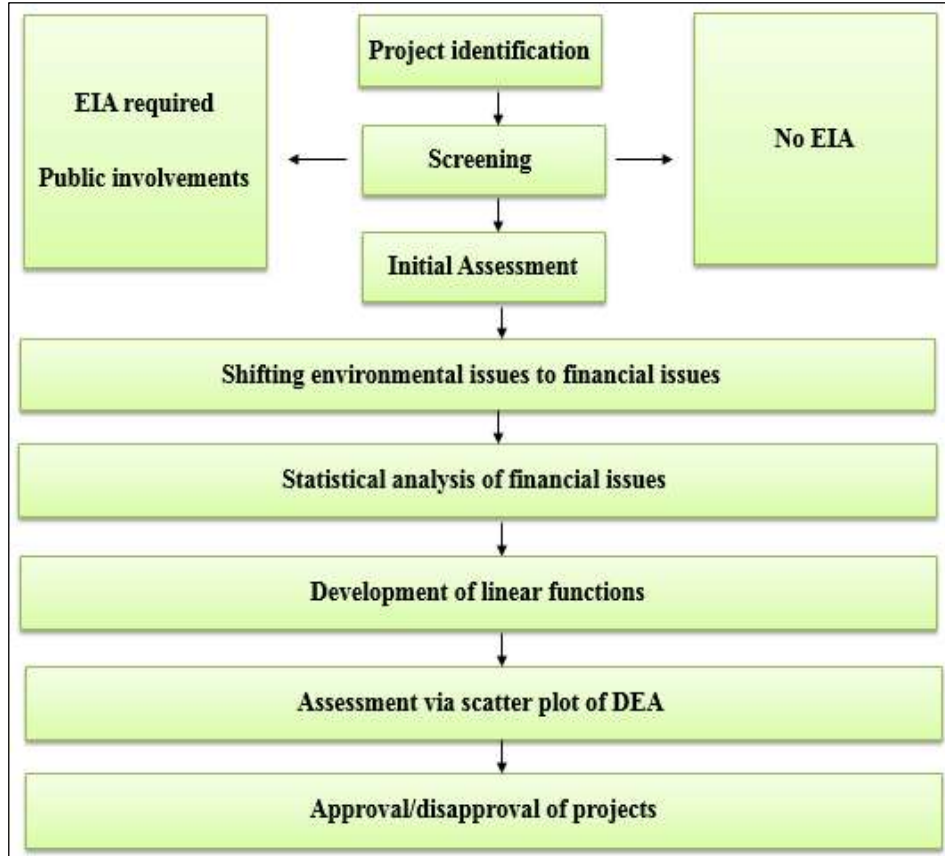 Project identification
EIA required
Public involvements
Screening
No EIA
Initial Assessment
Shifting environmental issues to financial issues
Statistical analysis of financial issues
Development of linear functions
Assessment via scatter plot of DEA
Approval/disapproval of projects